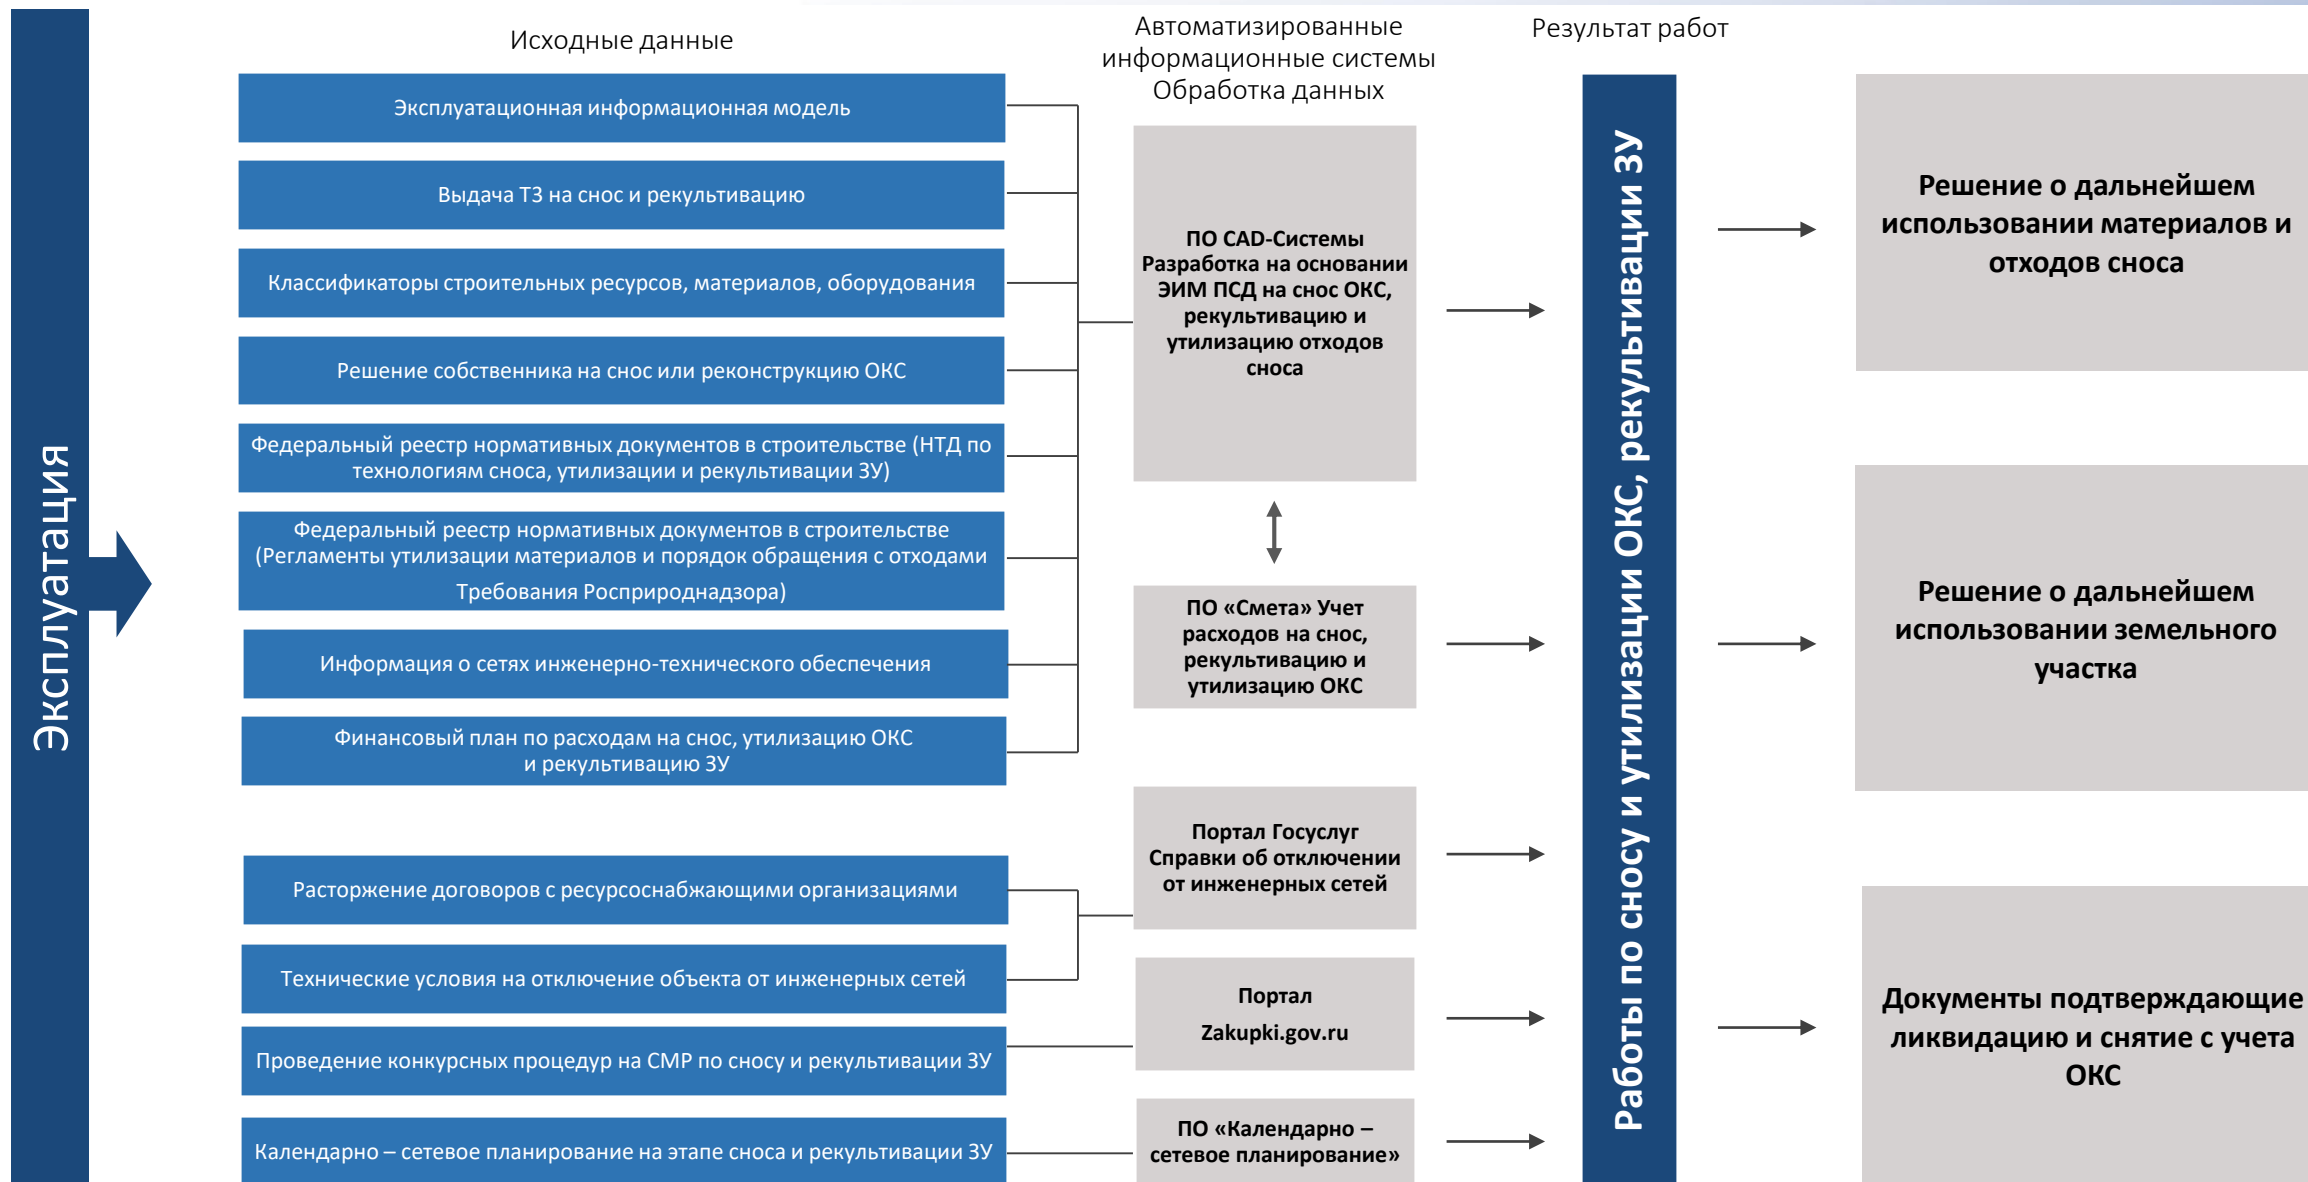 Эксплуатация
Исходные данные
Эксплуатационная информационная модель
Выдача ТЗ на снос и рекультивацию
Классификаторы строительных ресурсов, материалов, оборудования
Решение собственника на снос или реконструкцию ОКС
Федеральный реестр нормативных документов в строительстве (НТД по
технологиям сноса, утилизации и рекультивации ЗУ)
Федеральный реестр нормативных документов в строительстве
(Регламенты утилизации материалов и порядок обращения с отходами
Требования Росприроднадзора)
Информация о сетях инженерно-технического обеспечения
Финансовый план по расходам на снос, утилизацию ОКС
и рекультивацию ЗУ
Расторжение договоров с ресурсоснабжающими организациями
Технические условия на отключение объекта от инженерных сетей
Проведение конкурсных процедур на СМР по сносу и рекультивации ЗУ
Календарно – сетевое планирование на этапе сноса и рекультивации ЗУ
Автоматизированные
информационные системы
Обработка данных
ПО CAD-Системы
Разработка на основании
ЭИМ ПСД на снос ОКС,
рекультивацию и
утилизацию отходов
сноса
ПО «Смета» Учет
расходов на снос,
рекультивацию и
утилизацию ОКС
Портал Госуслуг
Справки об отключении
от инженерных сетей
Портал
Zakupki.gov.ru
ПО «Календарно –
сетевое планирование»
Результат работ
Работы по сносу и утилизации ОКС, рекультивации ЗУ
Решение о дальнейшем
использовании материалов и
отходов сноса
Решение о дальнейшем
использовании земельного
участка
Документы подтверждающие
ликвидацию и снятие с учета
ОКС